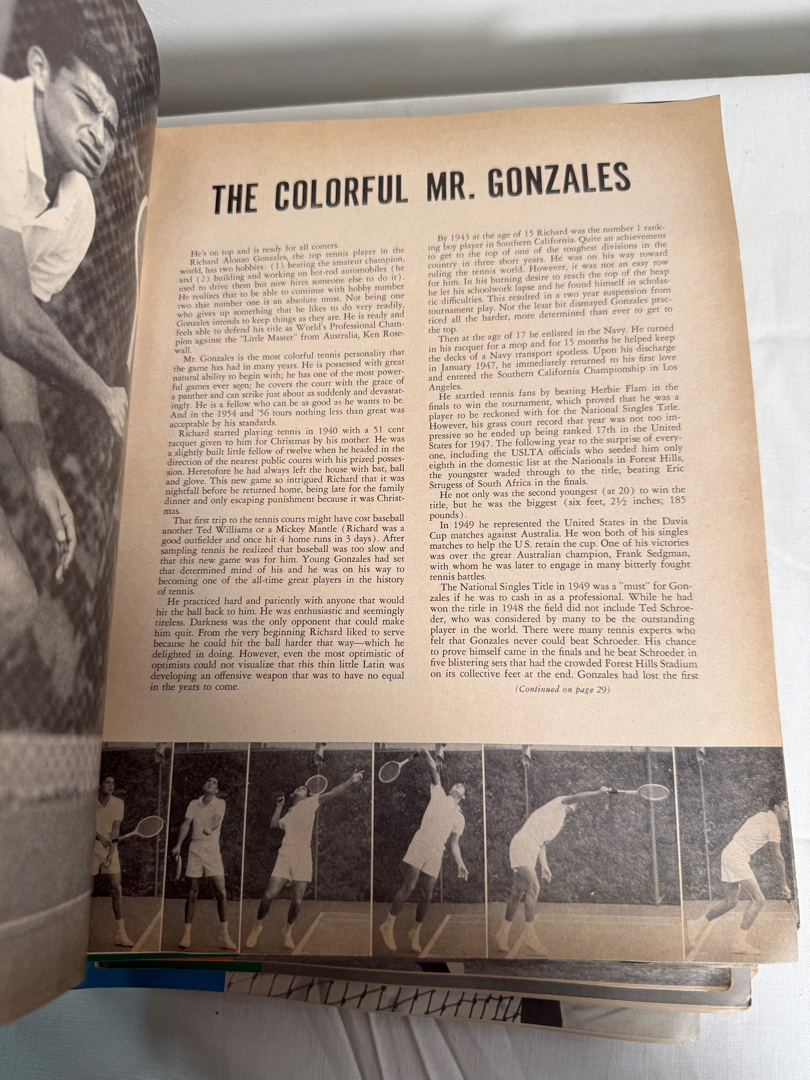 THE COLORFUL MR. GONZALES
He's on top and is ready for all comers.
Richard Alonzo Gonzales, the top tennis player in the
world, has two hobbies: (1) beating the amateur champion,
and (2) building and working on hot-rod automobiles (he
used to drive them but now hires someone else to do it).
He realizes that to be able to continue with hobby number
two that number one is an absolute must. Not being one
who gives up something that he likes to do very readily,
Gonzales intends to keep things as they are. He is ready and
feels able to defend his title as World's Professional Cham-
pion against the "Little Master" from Australia, Ken Rose-
wall.
Mr. Gonzales is the most colorful tennis personality that
the game has had in many years. He is possessed with great
natural ability to begin with; he has one of the most power-
ful games ever seen; he covers the court with the grace of
a panther and can strike just about as suddenly and devastat-
ingly. He is a fellow who can be as good as he wants to be.
And in the 1954 and '56 tours nothing less than great was
acceptable by his standards.
Richard started playing tennis in 1940 with a 51 cent
racquet given to him for Christmas by his mother. He was
a slightly built little fellow of twelve when he headed in the
direction of the nearest public courts with his prized posses-
sion. Heretofore he had always left the house with bat, ball
and glove. This new game so intrigued Richard that it was
nightfall before he returned home, being late for the family
dinner and only escaping punishment because it was Christ-
mas.
That first trip to the tennis courts might have cost baseball
another Ted Williams or a Mickey Mantle (Richard was a
good outfielder and once hit 4 home runs in 3 days). After
sampling tennis he realized that baseball was too slow and
that this new game was for him. Young Gonzales had set
that determined mind of his and he was on his way to
becoming one of the all-time great players in the history
of tennis.
He practiced hard and patiently with anyone that would
hit the ball back to him. He was enthusiastic and seemingly
tireless. Darkness was the only opponent that could make
him quit. From the very beginning Richard liked to serve
because he could hit the ball harder that way—which he
delighted in doing. However, even the most optimistic of
optimists could not visualize that this thin little Latin was
developing an offensive weapon that was to have no equal
in the years to come.
By 1943 at the age of 15 Richard was the number 1 rank-
ing boy player in Southern California. Quite an achievement
to get to the top of one of the toughest divisions in the
country in three short years. He was on his way toward
ruling the tennis world. However, it was not an easy row
for him. In his burning desire to reach the top of the heap
he let his schoolwork lapse and he found himself in scholas-
tic difficulties. This resulted in a two year suspension from
tournament play. Not the least bit dismayed Gonzales prac-
ticed all the harder, more determined than ever to get to
the top.
Then at the age of 17 he enlisted in the Navy. He turned
in his racquet for a mop and for 15 months he helped keep
the decks of a Navy transport spotless. Upon his discharge
in January 1947, he immediately returned to his first love
and entered the Southern California Championship in Los
Angeles.
He startled tennis fans by beating Herbie Flam in the
finals to win the tournament, which proved that he was a
player to be reckoned with for the National Singles Title.
However, his grass court record that year was not too im-
pressive so he ended up being ranked 17th in the United
States for 1947. The following year to the surprise of every-
one, including the USLTA officials who seeded him only
eighth in the domestic list at the Nationals in Forest Hills,
the youngster waded through to the title, beating Eric
Strugess of South Africa in the finals.
He not only was the second youngest (at 20) to win the
title, but he was the biggest (six feet, 2½ inches; 185
pounds).
In 1949 he represented the United States in the Davis
Cup matches against Australia. He won both of his singles
matches to help the U.S. retain the cup. One of his victories
was over the great Australian champion, Frank Sedgman,
with whom he was later to engage in many bitterly fought
tennis battles.
The National Singles Title in 1949 was a "must" for Gon-
zales if he was to cash in as a professional. While he had
won the title in 1948 the field did not include Ted Schroe-
der, who was considered by many to be the outstanding
player in the world. There were many tennis experts who
felt that Gonzales never could beat Schroeder. His chance
to prove himself came in the finals and he beat Schroeder in
five blistering sets that had the crowded Forest Hills Stadium
on its collective feet at the end. Gonzales had lost the first
(Continued on page 29)